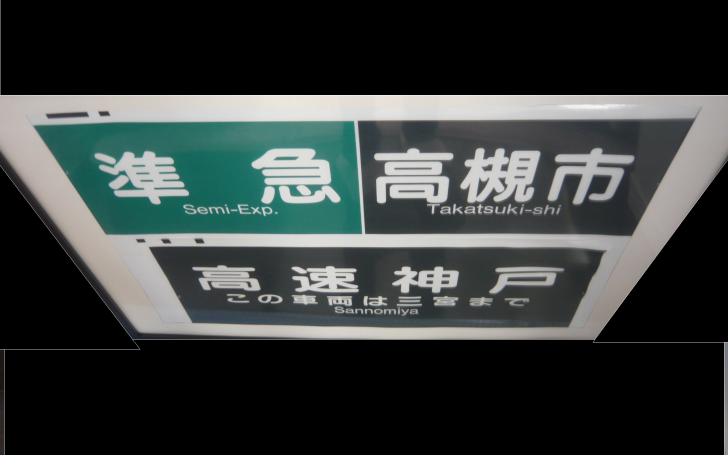 準急 高槻市
Semi-Exp. Takatsuki-shi
高速神戸
この車両は三宮まで
Sannomiya